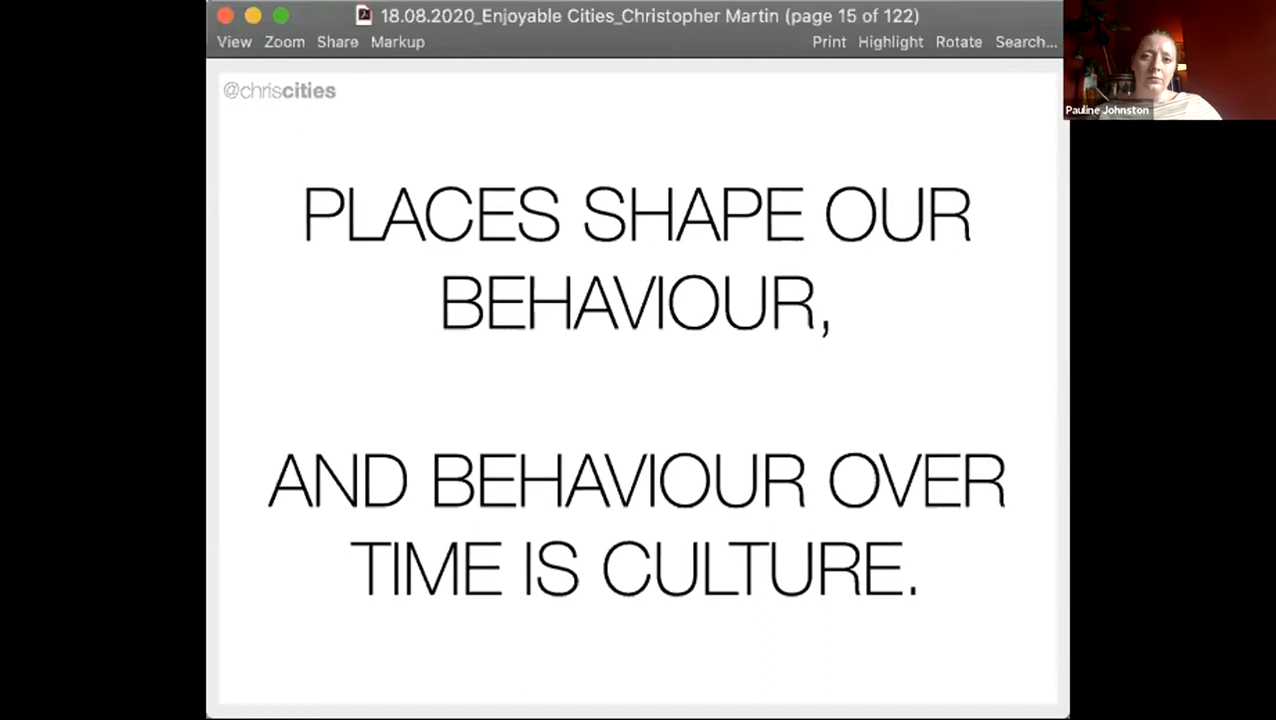 18.08.2020_Enjoyable Cities_Christopher Martin (page 15 of 122)
View Zoom Share Markup Print Highlight Rotate Search...
@chriscities
PLACES SHAPE OUR
BEHAVIOUR,
AND BEHAVIOUR OVER
TIME IS CULTURE.
Pauline Johnston